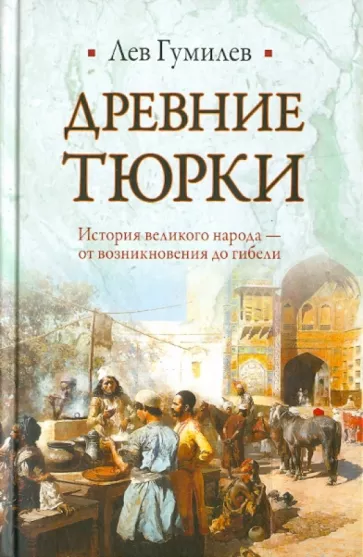 Лев Гумилев
ДРЕВНИЕ
ТЮРКИ
История великого народа —
от возникновения до гибели